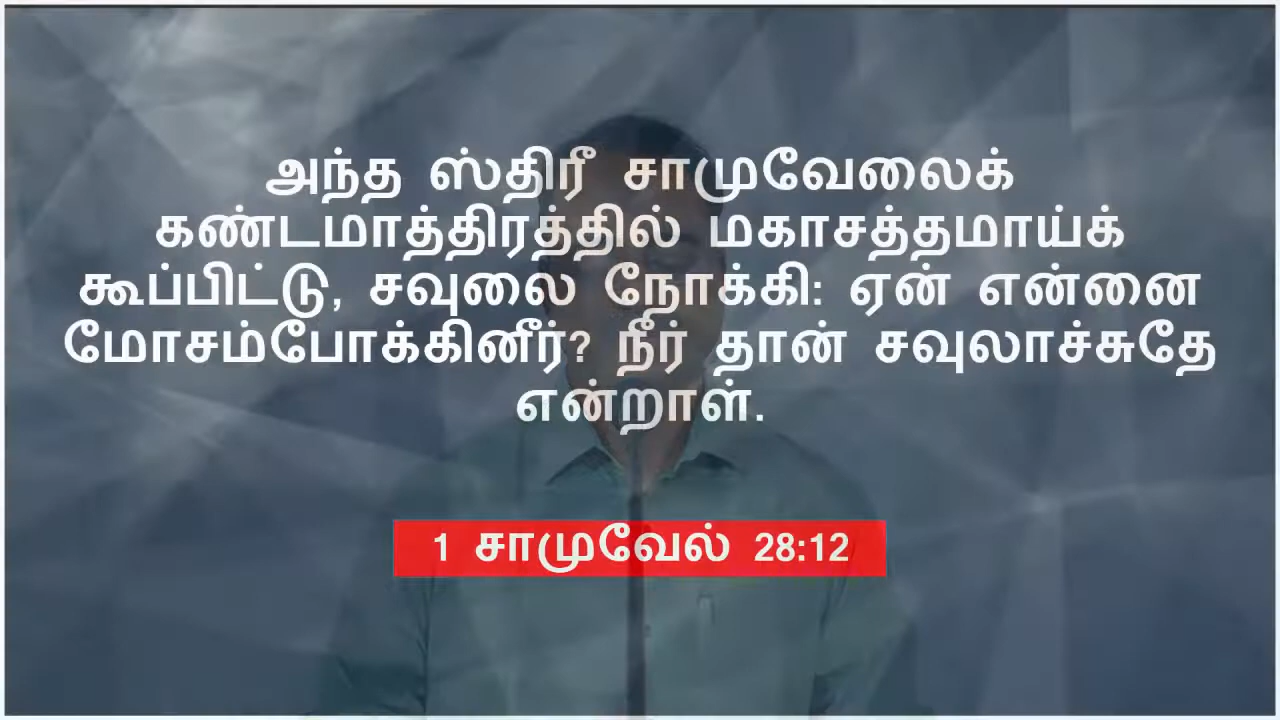 அந்த ஸ்திரீ சாமுவேலைக்
கண்டமாத்திரத்தில் மகாசத்தமாய்க்
கூப்பிட்டு, சவுலை நோக்கி: ஏன் என்னை
மோசம்போக்கினீர்? நீர் தான் சவுலாச்சுதே
என்றாள்.
1 சாமுவேல் 28:12